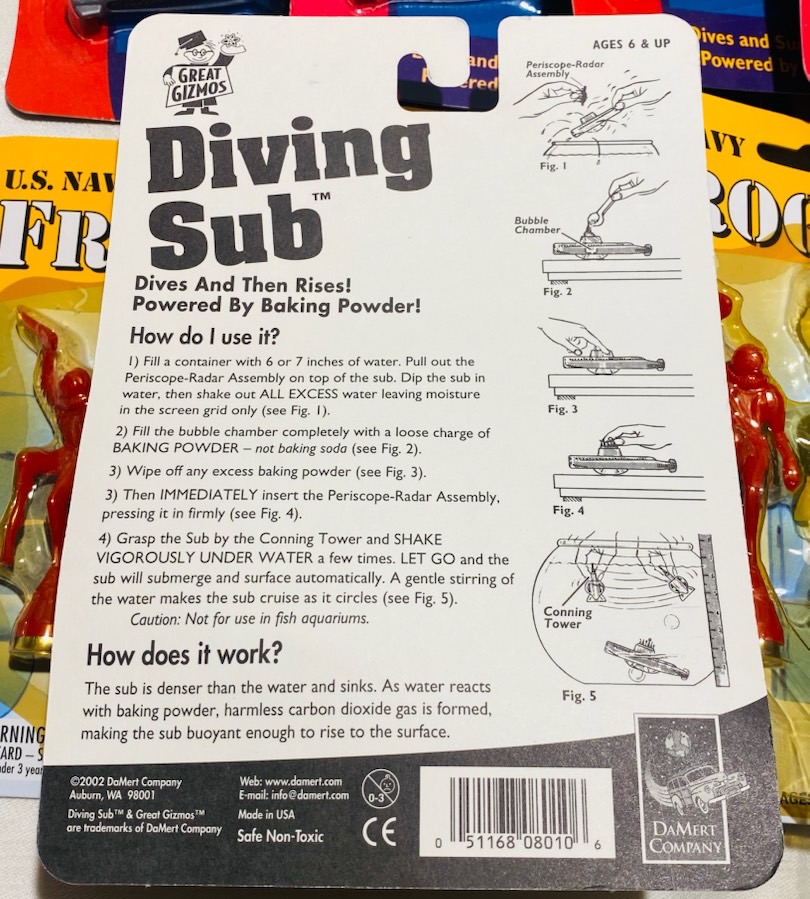 GREAT
GIZMOS
AGES 6 & UP
Diving
Sub™
Dives And Then Rises!
Powered By Baking Powder!
How do I use it?
1) Fill a container with 6 or 7 inches of water. Pull out the
Periscope-Radar Assembly on top of the sub. Dip the sub in
water, then shake out ALL EXCESS water leaving moisture
in the screen grid only (see Fig. 1).
2) Fill the bubble chamber completely with a loose charge of
BAKING POWDER – not baking soda (see Fig. 2).
3) Wipe off any excess baking powder (see Fig. 3).
3) Then IMMEDIATELY insert the Periscope-Radar Assembly,
pressing it in firmly (see Fig. 4).
4) Grasp the Sub by the Conning Tower and SHAKE
VIGOROUSLY UNDER WATER a few times. LET GO and the
sub will submerge and surface automatically. A gentle stirring of
the water makes the sub cruise as it circles (see Fig. 5).
Caution: Not for use in fish aquariums.
How does it work?
The sub is denser than the water and sinks. As water reacts
with baking powder, harmless carbon dioxide gas is formed,
making the sub buoyant enough to rise to the surface.
Periscope-Radar
Assembly
Fig. 1
Bubble
Chamber
Fig. 2
Fig. 3
Fig. 4
Conning
Tower
Fig. 5
©2002 DaMert Company
Auburn, WA 98001
Diving Sub™ & Great Gizmos™
are trademarks of DaMert Company
Web: www.damert.com
E-mail: info@damert.com
Made in USA
Safe Non-Toxic
0-3
CE
0 51168 08010 6
DAMERT
COMPANY
U.S. NAV
FR
Dives and
Powered by